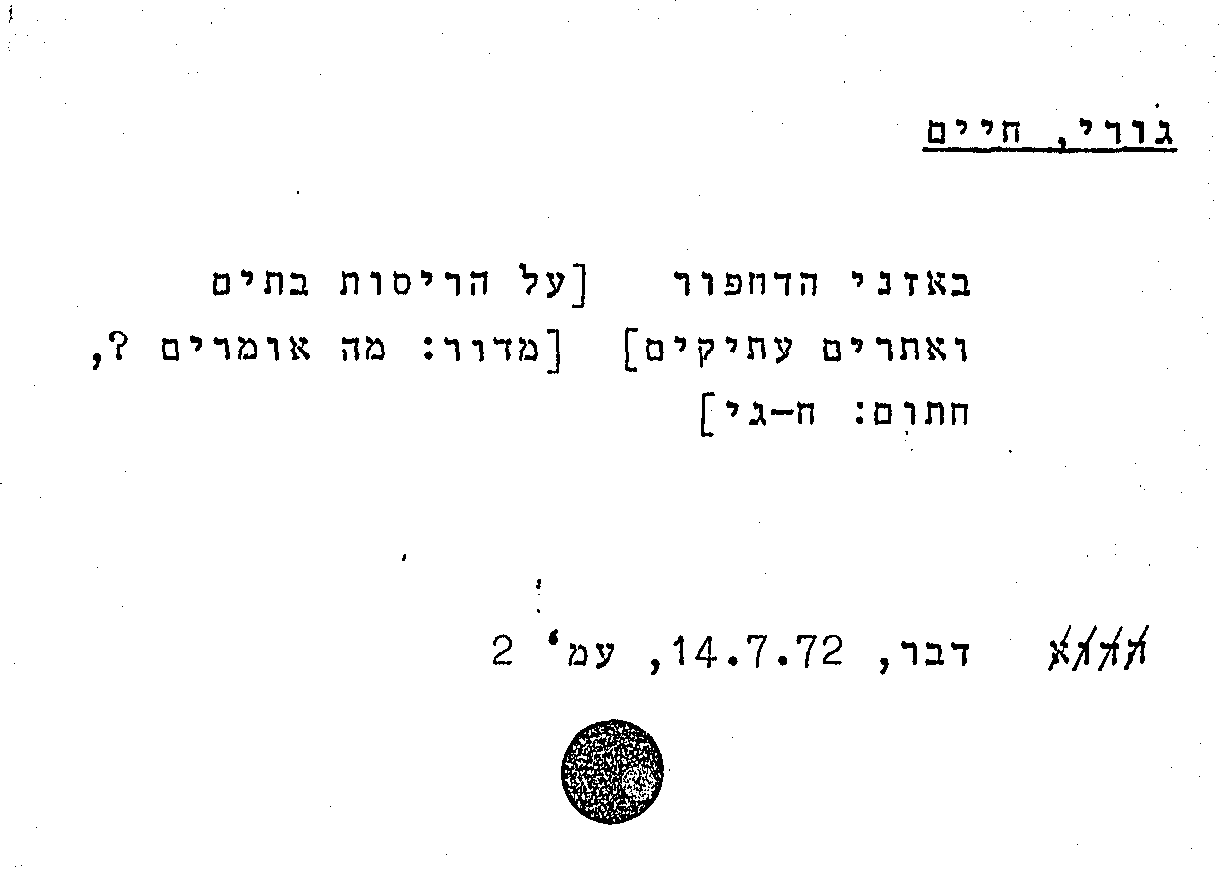 גורי, חיים
באזני הדחפור [על הריסות בתים
ואתרים עתיקים] [מדור: מה אומרים ?,
חתום: ח-גי]
דבר, 14.7.72, עמ' 2